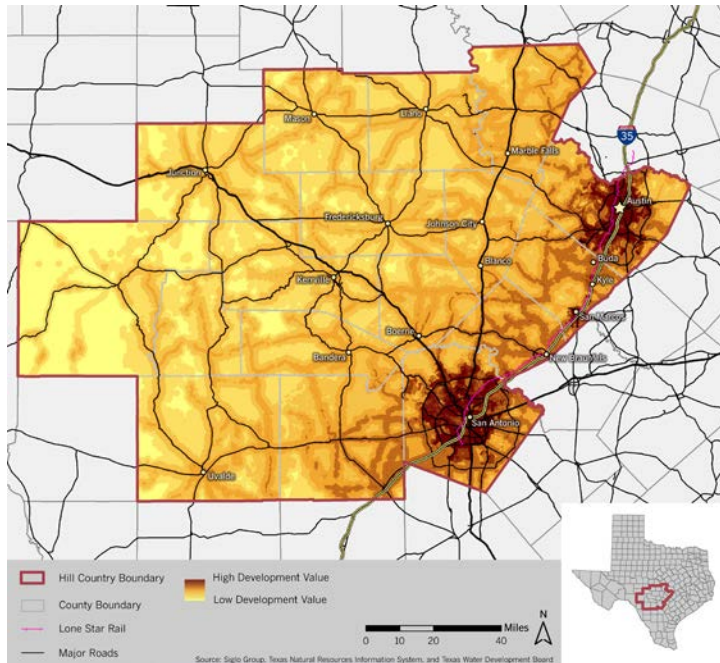 Mason
Llano
35
Marble Falls
Junction
Austin
Fredericksburg
Johnson City
Buda
Blanco
Kyle
Kerrville
San Marcos
Boerne
Bandera
New Braunfels
San Antonio
Uvalde
Hill Country Boundary
County Boundary
Lone Star Rail
Major Roads
High Development Value
Low Development Value
Miles
0 10 20 40
N
Source: Siglo Group, Texas Natural Resources Information System, and Texas Water Development Board